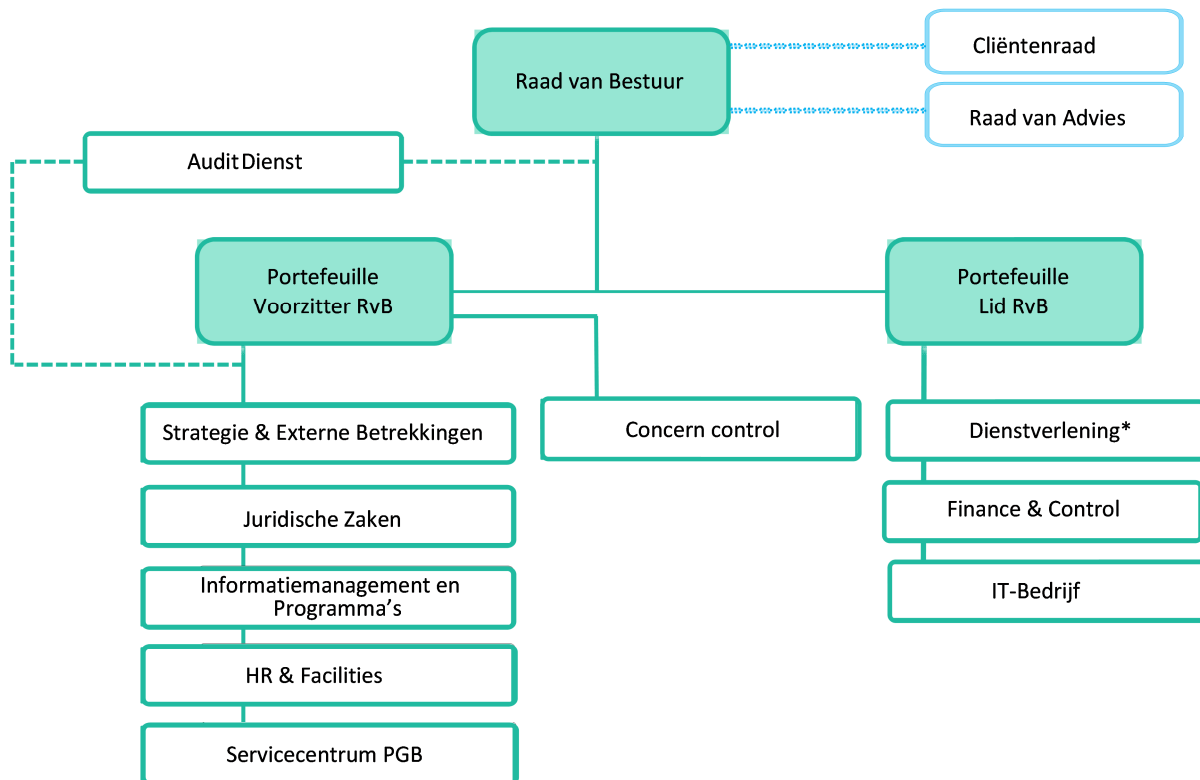 Cliëntenraad
Raad van Bestuur
Raad van Advies
Audit Dienst
Portefeuille
Voorzitter RvB
Portefeuille
Lid RvB
Strategie & Externe Betrekkingen
Concern control
Dienstverlening*
Juridische Zaken
Finance & Control
Informatiemanagement en
Programma's
IT-Bedrijf
HR & Facilities
Servicecentrum PGB